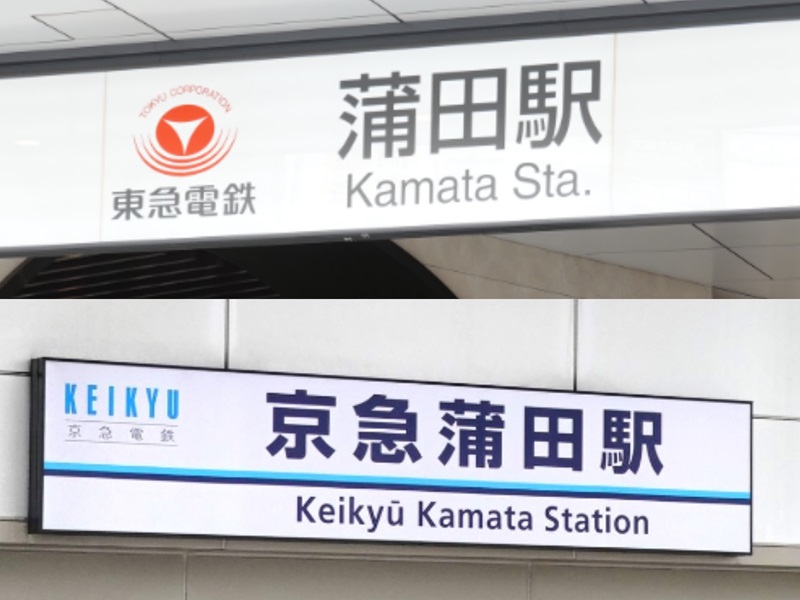 TOKYU CORPORATION
東急電鉄
蒲田駅
Kamata Sta.
KEIKYU
京急電鉄
京急蒲田駅
Keikyū Kamata Station